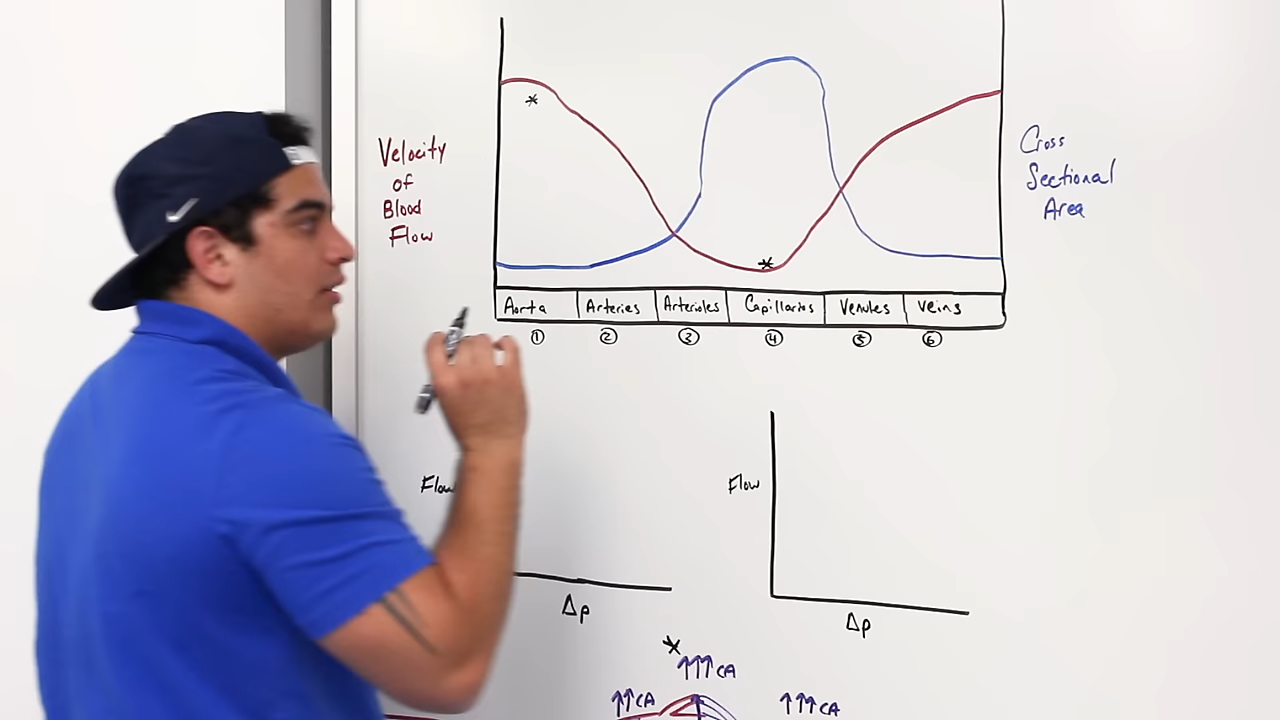 Velocity
of
Blood
Flow
Cross
Sectional
Area
Aorta Arteries Arterioles Capillaries Venules Veins
① ② ③ ④ ⑤ ⑥
Flow
Flow
Δp
Δp
↑↑↑CA
↑↑CA
↑↑↑CA